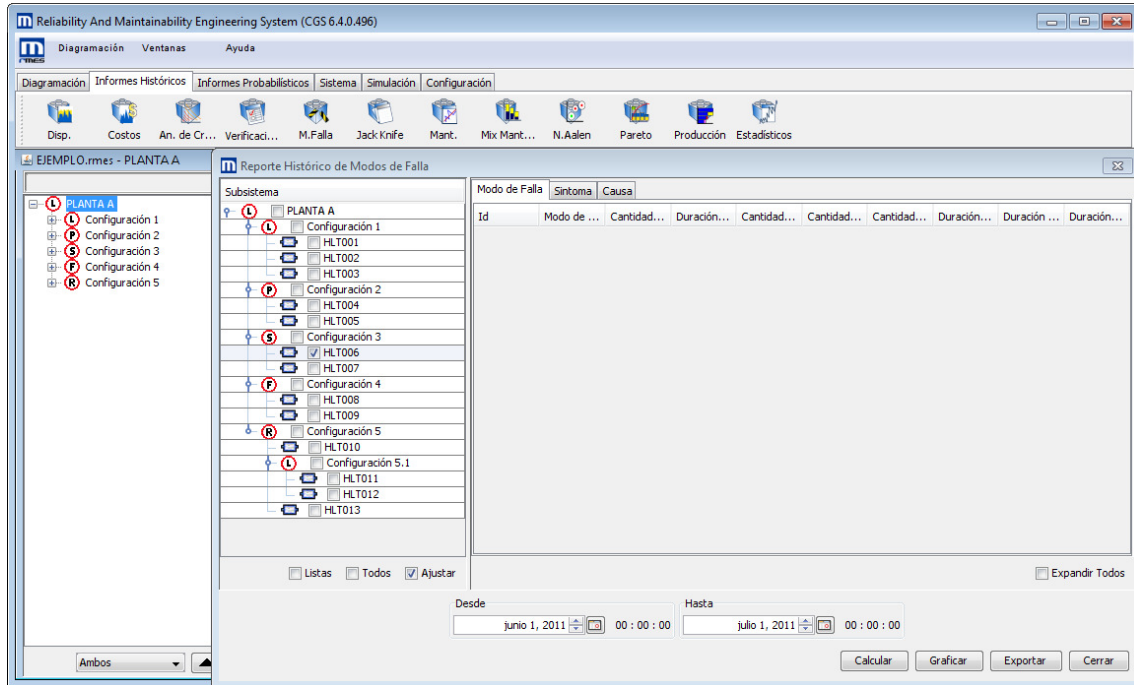 Reliability And Maintainability Engineering System (CGS 6.4.0.496)
rmes Diagramación Ventanas Ayuda
Diagramación Informes Históricos Informes Probabilísticos Sistema Simulación Configuración
Disp. Costos An. de Cr... Verificaci... M.Falla Jack Knife Mant. Mix Mant... N.Aalen Pareto Producción Estadísticos
EJEMPLO.rmes - PLANTA A
L PLANTA A
L Configuración 1
P Configuración 2
S Configuración 3
F Configuración 4
R Configuración 5
Ambos
Reporte Histórico de Modos de Falla
Subsistema
L PLANTA A
L Configuración 1
HLT001
HLT002
HLT003
P Configuración 2
HLT004
HLT005
S Configuración 3
HLT006
HLT007
F Configuración 4
HLT008
HLT009
R Configuración 5
HLT010
L Configuración 5.1
HLT011
HLT012
HLT013
Listas Todos Ajustar
Modo de Falla Sintoma Causa
Id Modo de ... Cantidad... Duración... Cantidad... Cantidad... Cantidad... Duración... Duración ... Duración...
Expandir Todos
Desde Hasta
junio 1, 2011 00 : 00 : 00 julio 1, 2011 00 : 00 : 00
Calcular Graficar Exportar Cerrar